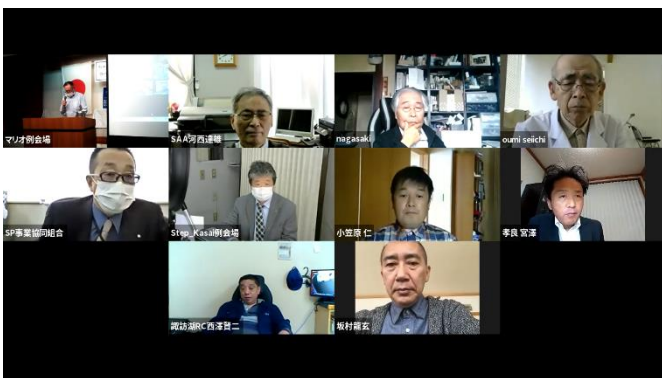 マリオ例会場
SAA河西達雄
nagasaki
oumi seiichi
SP事業協同組合
Step_Kasai例会場
小笠原 仁
孝良 宮澤
諏訪湖RC西澤賢二
坂村龍玄